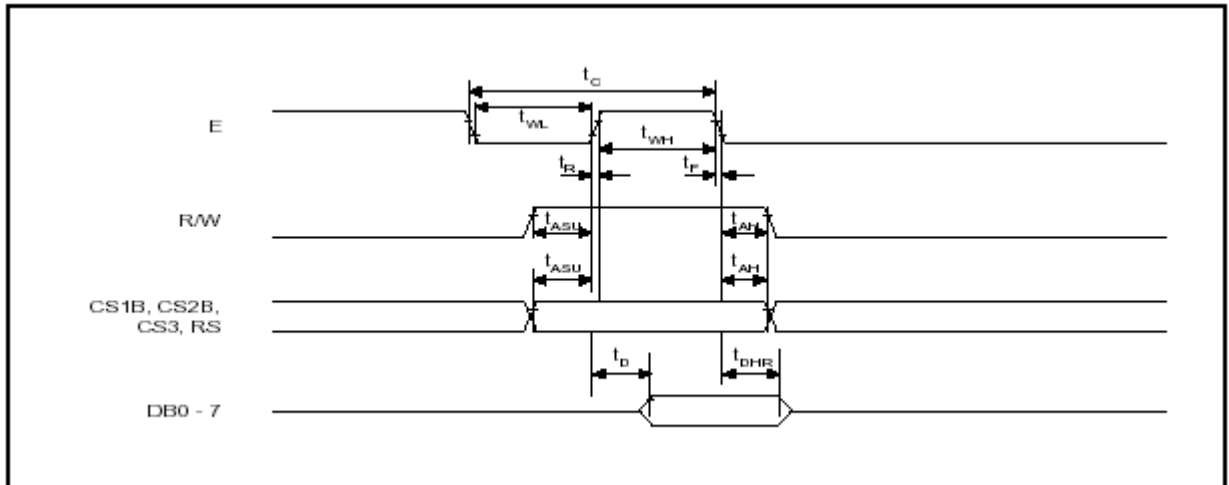 t_C
E
t_WL
t_WH
t_R
t_F
R/W
t_ASU
t_AH
t_ASU
t_AH
CS1B, CS2B,
CS3, RS
t_D
t_DHR
DB0 - 7